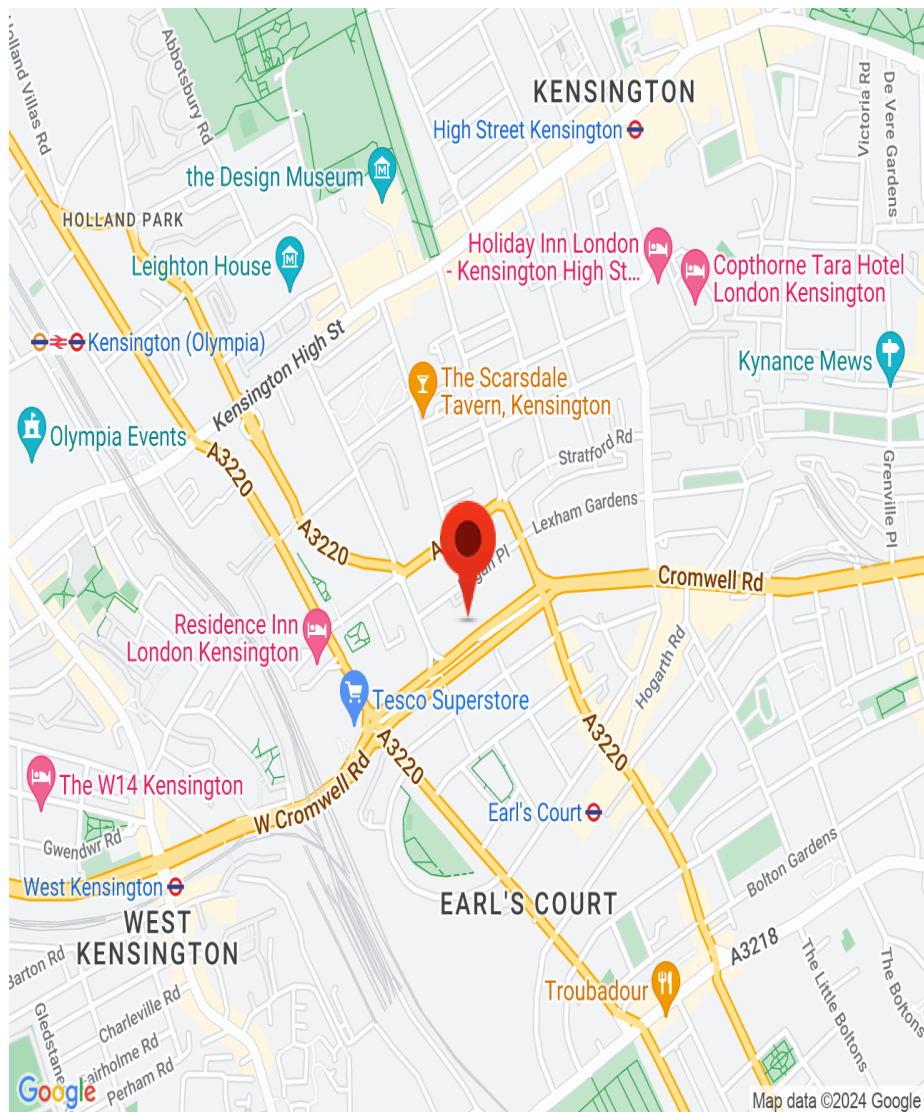 Holland Villas Rd
Abbotsbury Rd
KENSINGTON
High Street Kensington
Victoria Rd
De Vere Gardens
the Design Museum
HOLLAND PARK
Leighton House
Holiday Inn London
- Kensington High St...
Copthorne Tara Hotel
London Kensington
Kensington (Olympia)
Kensington High St
Kynance Mews
The Scarsdale
Tavern, Kensington
Olympia Events
A3220
Stratford Rd
Grenville Pl
Lexham Gardens
A3220
Pl
Cromwell Rd
Residence Inn
London Kensington
Hogarth Rd
Tesco Superstore
A3220
A3220
The W14 Kensington
W Cromwell Rd
Earl's Court
Gwendwr Rd
Bolton Gardens
West Kensington
EARL'S COURT
WEST
KENSINGTON
A3218
Barton Rd
The Little Boltons
The Boltons
Troubadour
Charleville Rd
Gledstane
Fairholme Rd
Perham Rd
Google
Map data ©2024 Google